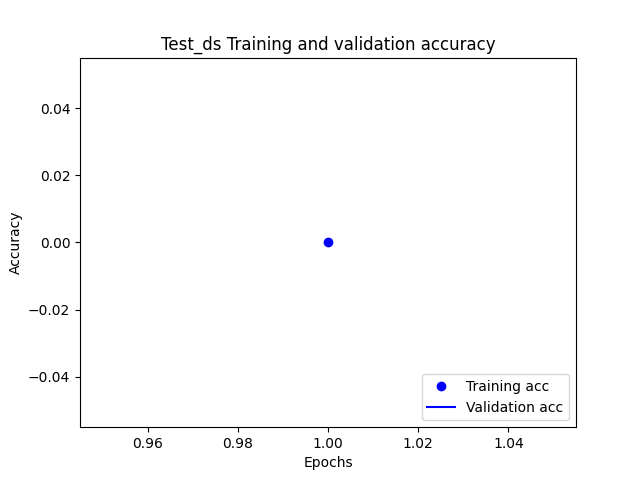 Test_ds Training and validation accuracy
0.04
0.02
0.00
−0.02
−0.04
Accuracy
Training acc
Validation acc
0.96 0.98 1.00 1.02 1.04
Epochs